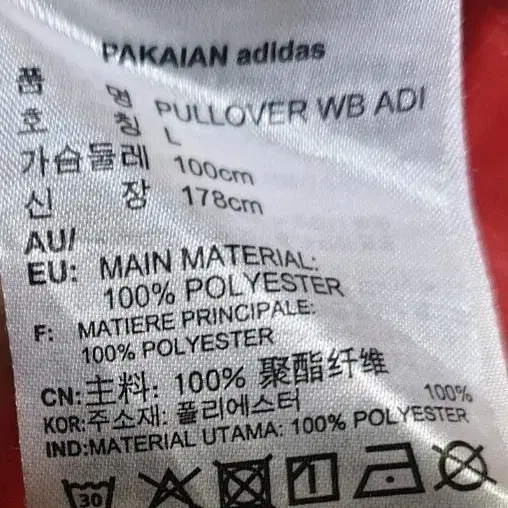 PAKAIAN adidas
품 명 PULLOVER WB ADI
호 칭 L
가슴둘레 100cm
신 장 178cm
AU/
EU: MAIN MATERIAL:
100% POLYESTER
F: MATIERE PRINCIPALE:
100% POLYESTER
CN:主料: 100% 聚酯纤维
KOR:주소재: 폴리에스터 100%
IND:MATERIAL UTAMA: 100% POLYESTER
30